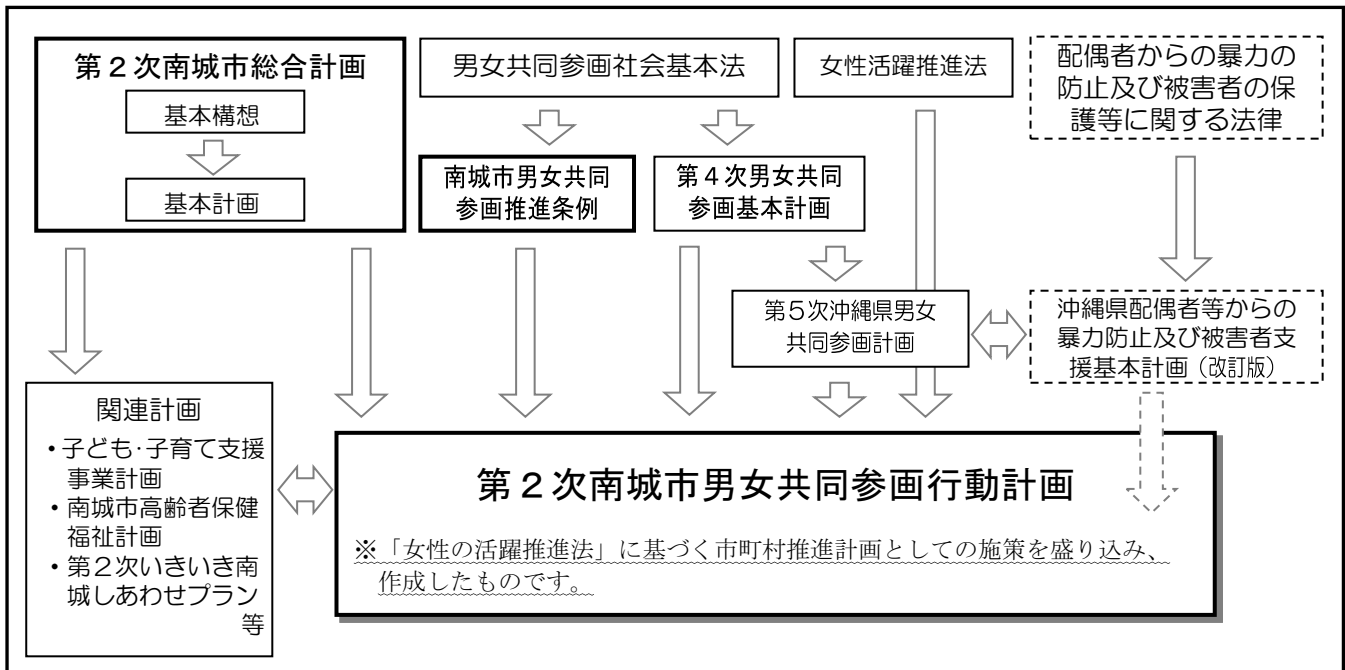 第２次南城市総合計画
基本構想
基本計画
男女共同参画社会基本法
女性活躍推進法
配偶者からの暴力の
防止及び被害者の保
護等に関する法律
南城市男女共同
参画推進条例
第４次男女共同
参画基本計画
第５次沖縄県男女
共同参画計画
沖縄県配偶者等からの
暴力防止及び被害者支
援基本計画（改訂版）
関連計画
・子ども・子育て支援
事業計画
・南城市高齢者保健
福祉計画
・第２次いきいき南
城しあわせプラン
等
第２次南城市男女共同参画行動計画
※「女性の活躍推進法」に基づく市町村推進計画としての施策を盛り込み、
作成したものです。